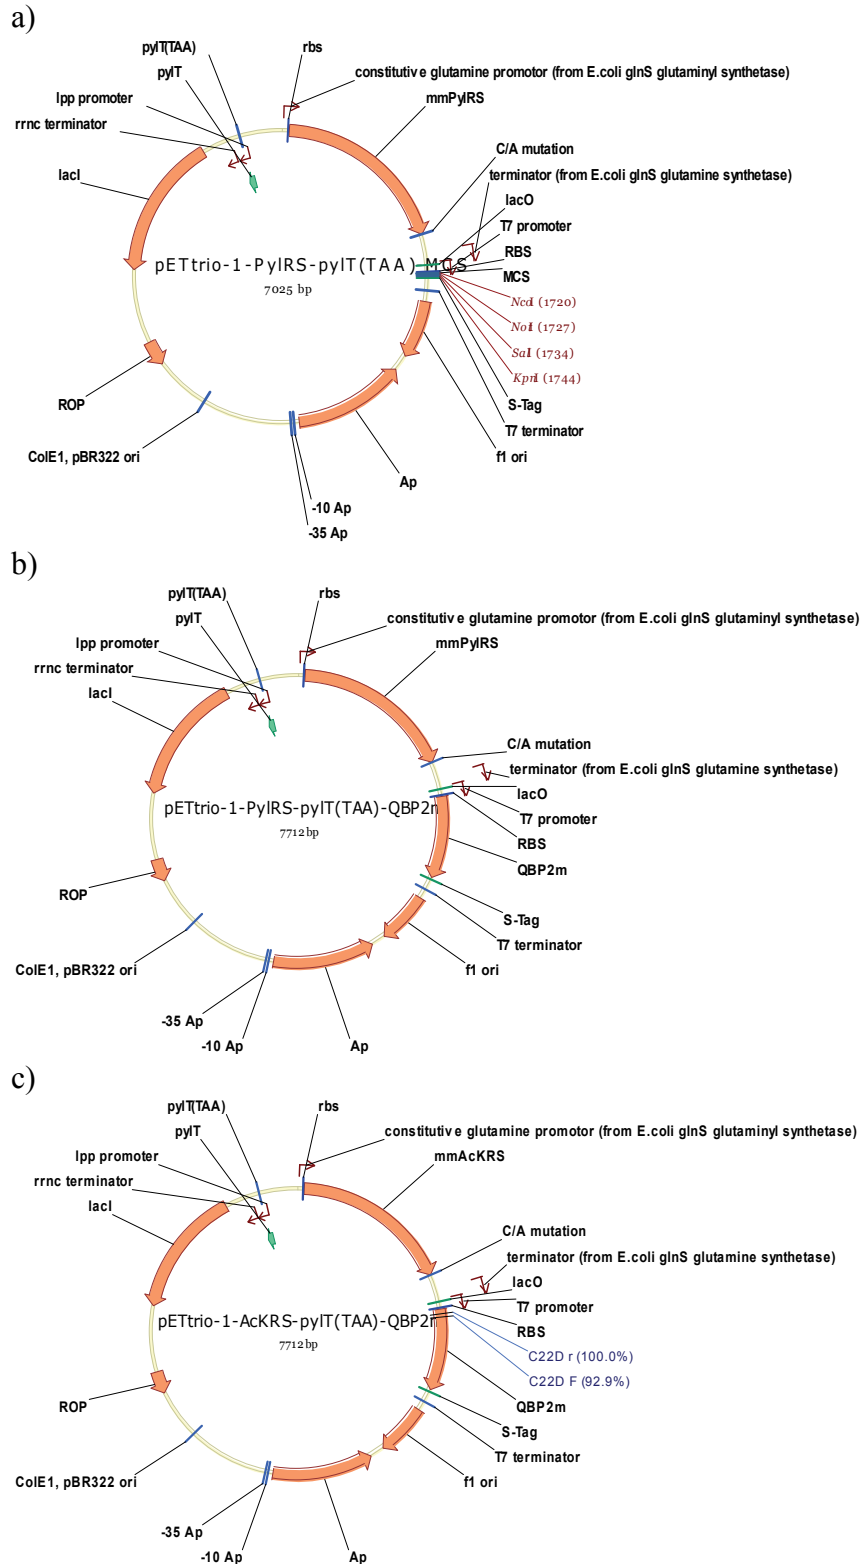 a)
pylT(TAA)
rbs
pylT
constitutive glutamine promotor (from E.coli glnS glutaminyl synthetase)
lpp promoter
mmPylRS
rrnc terminator
C/A mutation
lacI
terminator (from E.coli glnS glutamine synthetase)
lacO
T7 promoter
RBS
pETtrio-1-PylRS-pylT(TAA) MCS
MCS
7025 bp
NcoI (1720)
NotI (1727)
SalI (1734)
KpnI (1744)
ROP
S-Tag
T7 terminator
ColE1, pBR322 ori
f1 ori
Ap
-10 Ap
-35 Ap
b)
pylT(TAA)
rbs
pylT
constitutive glutamine promotor (from E.coli glnS glutaminyl synthetase)
lpp promoter
mmPylRS
rrnc terminator
lacI
C/A mutation
terminator (from E.coli glnS glutamine synthetase)
lacO
pETtrio-1-PylRS-pylT(TAA)-QBP2m
T7 promoter
7712 bp
RBS
QBP2m
ROP
S-Tag
T7 terminator
ColE1, pBR322 ori
f1 ori
-35 Ap
-10 Ap
Ap
c)
pylT(TAA)
rbs
pylT
constitutive glutamine promotor (from E.coli glnS glutaminyl synthetase)
lpp promoter
mmAcKRS
rrnc terminator
lacI
C/A mutation
terminator (from E.coli glnS glutamine synthetase)
lacO
T7 promoter
pETtrio-1-AcKRS-pylT(TAA)-QBP2m
RBS
7712 bp
C22D r (100.0%)
C22D F (92.9%)
ROP
QBP2m
S-Tag
T7 terminator
ColE1, pBR322 ori
f1 ori
-35 Ap
-10 Ap
Ap